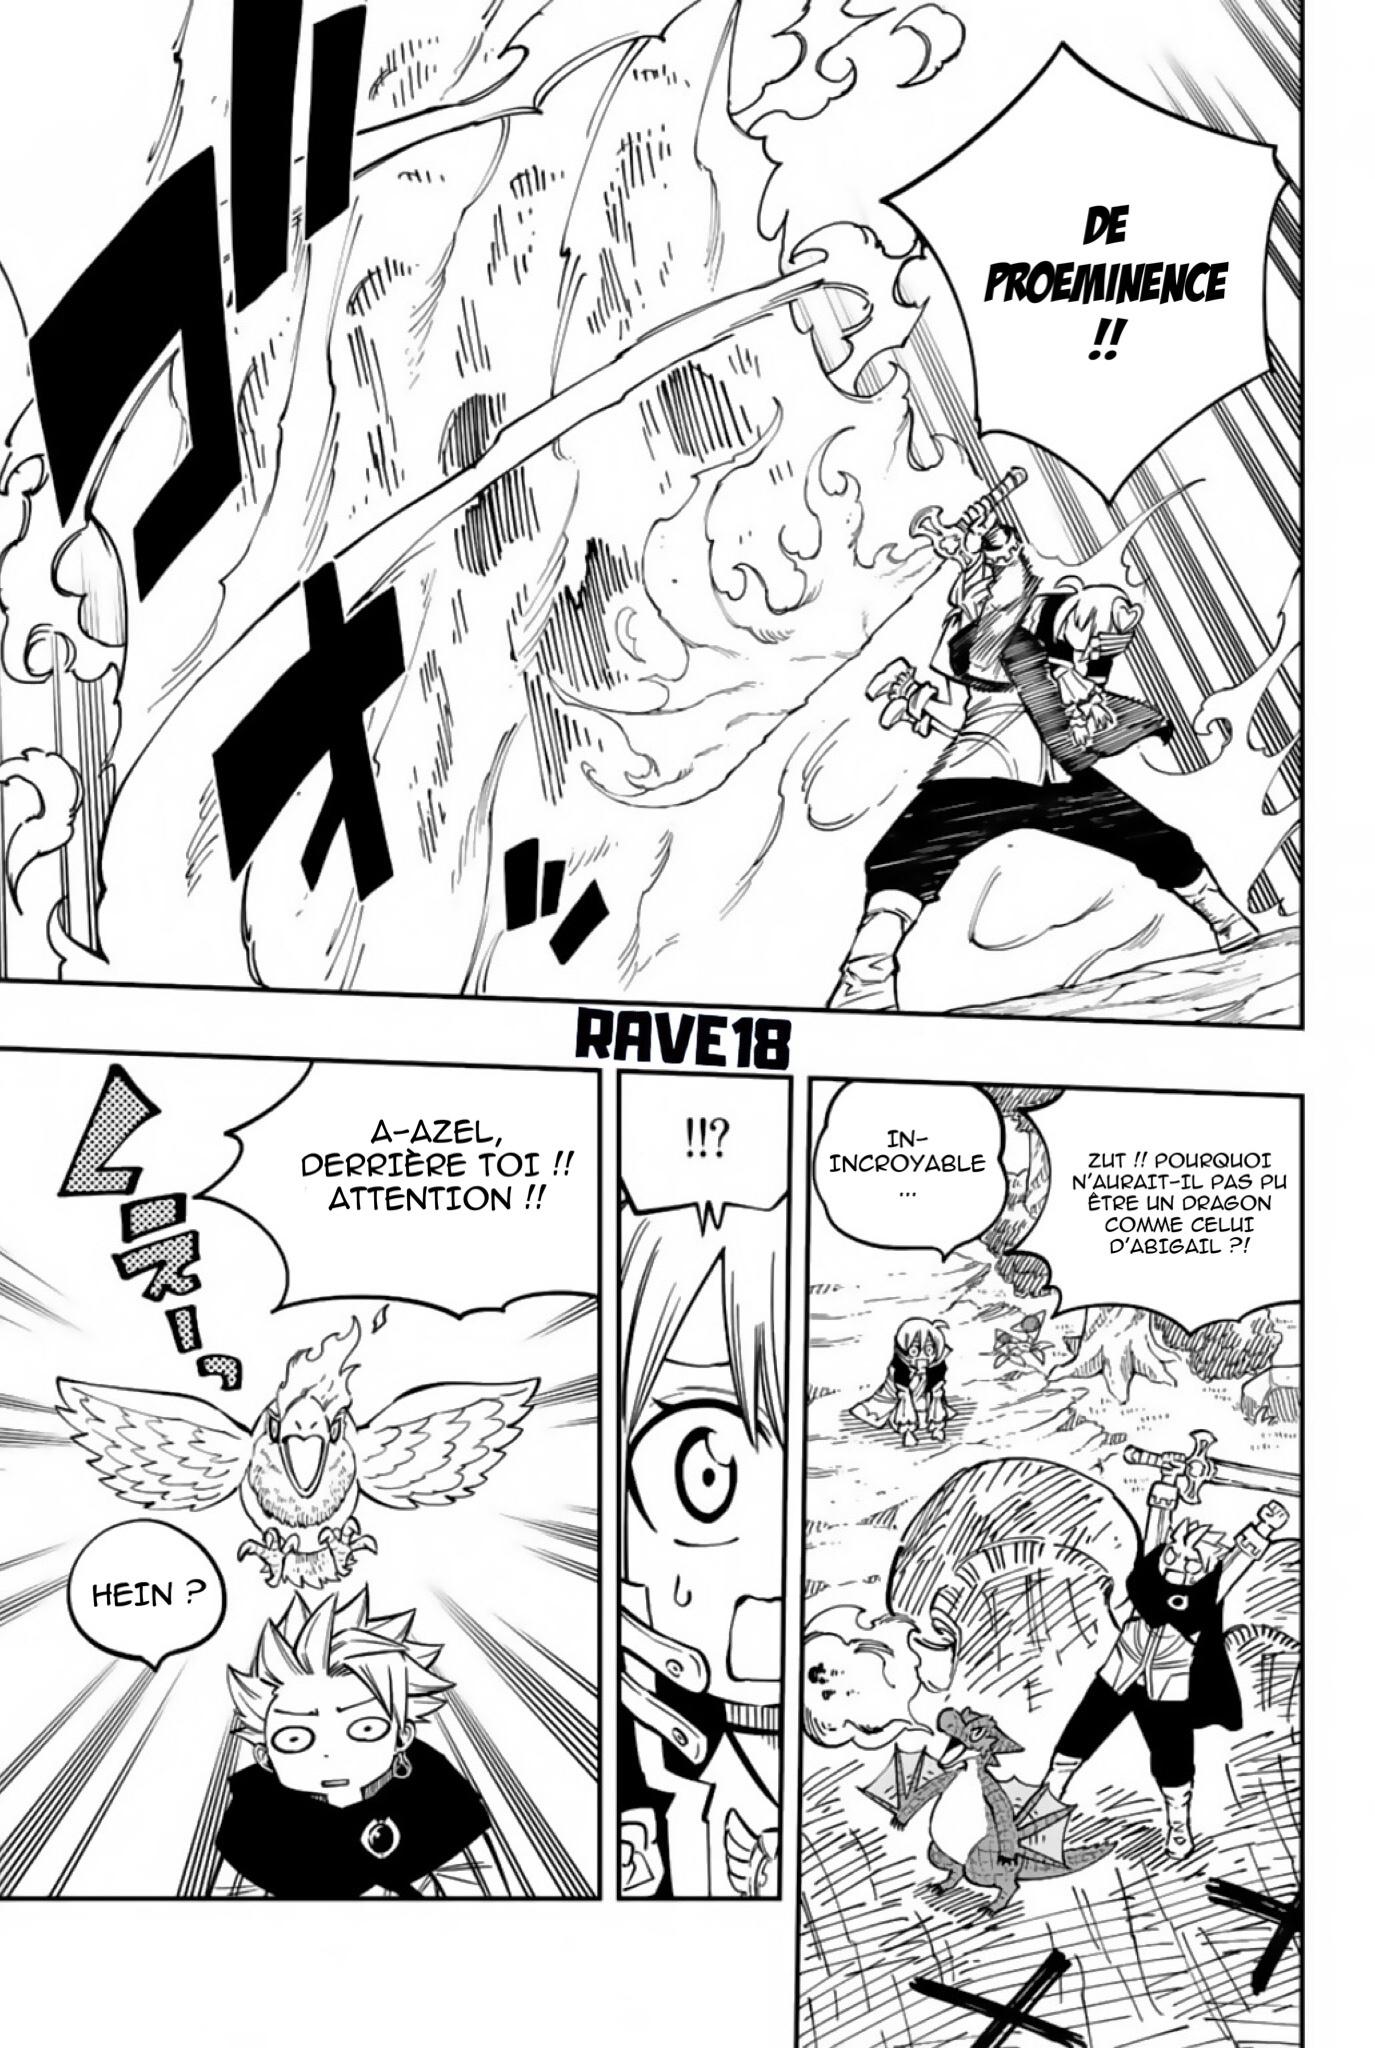 DE
PROEMINENCE
!!
RAVE18
ZUT !! POURQUOI
N'AURAIT-IL PAS PU
ÊTRE UN DRAGON
COMME CELUI
D'ABIGAIL ?!
IN-
INCROYABLE
...
!!?
A-AZEL,
DERRIÈRE TOI !!
ATTENTION !!
HEIN ?